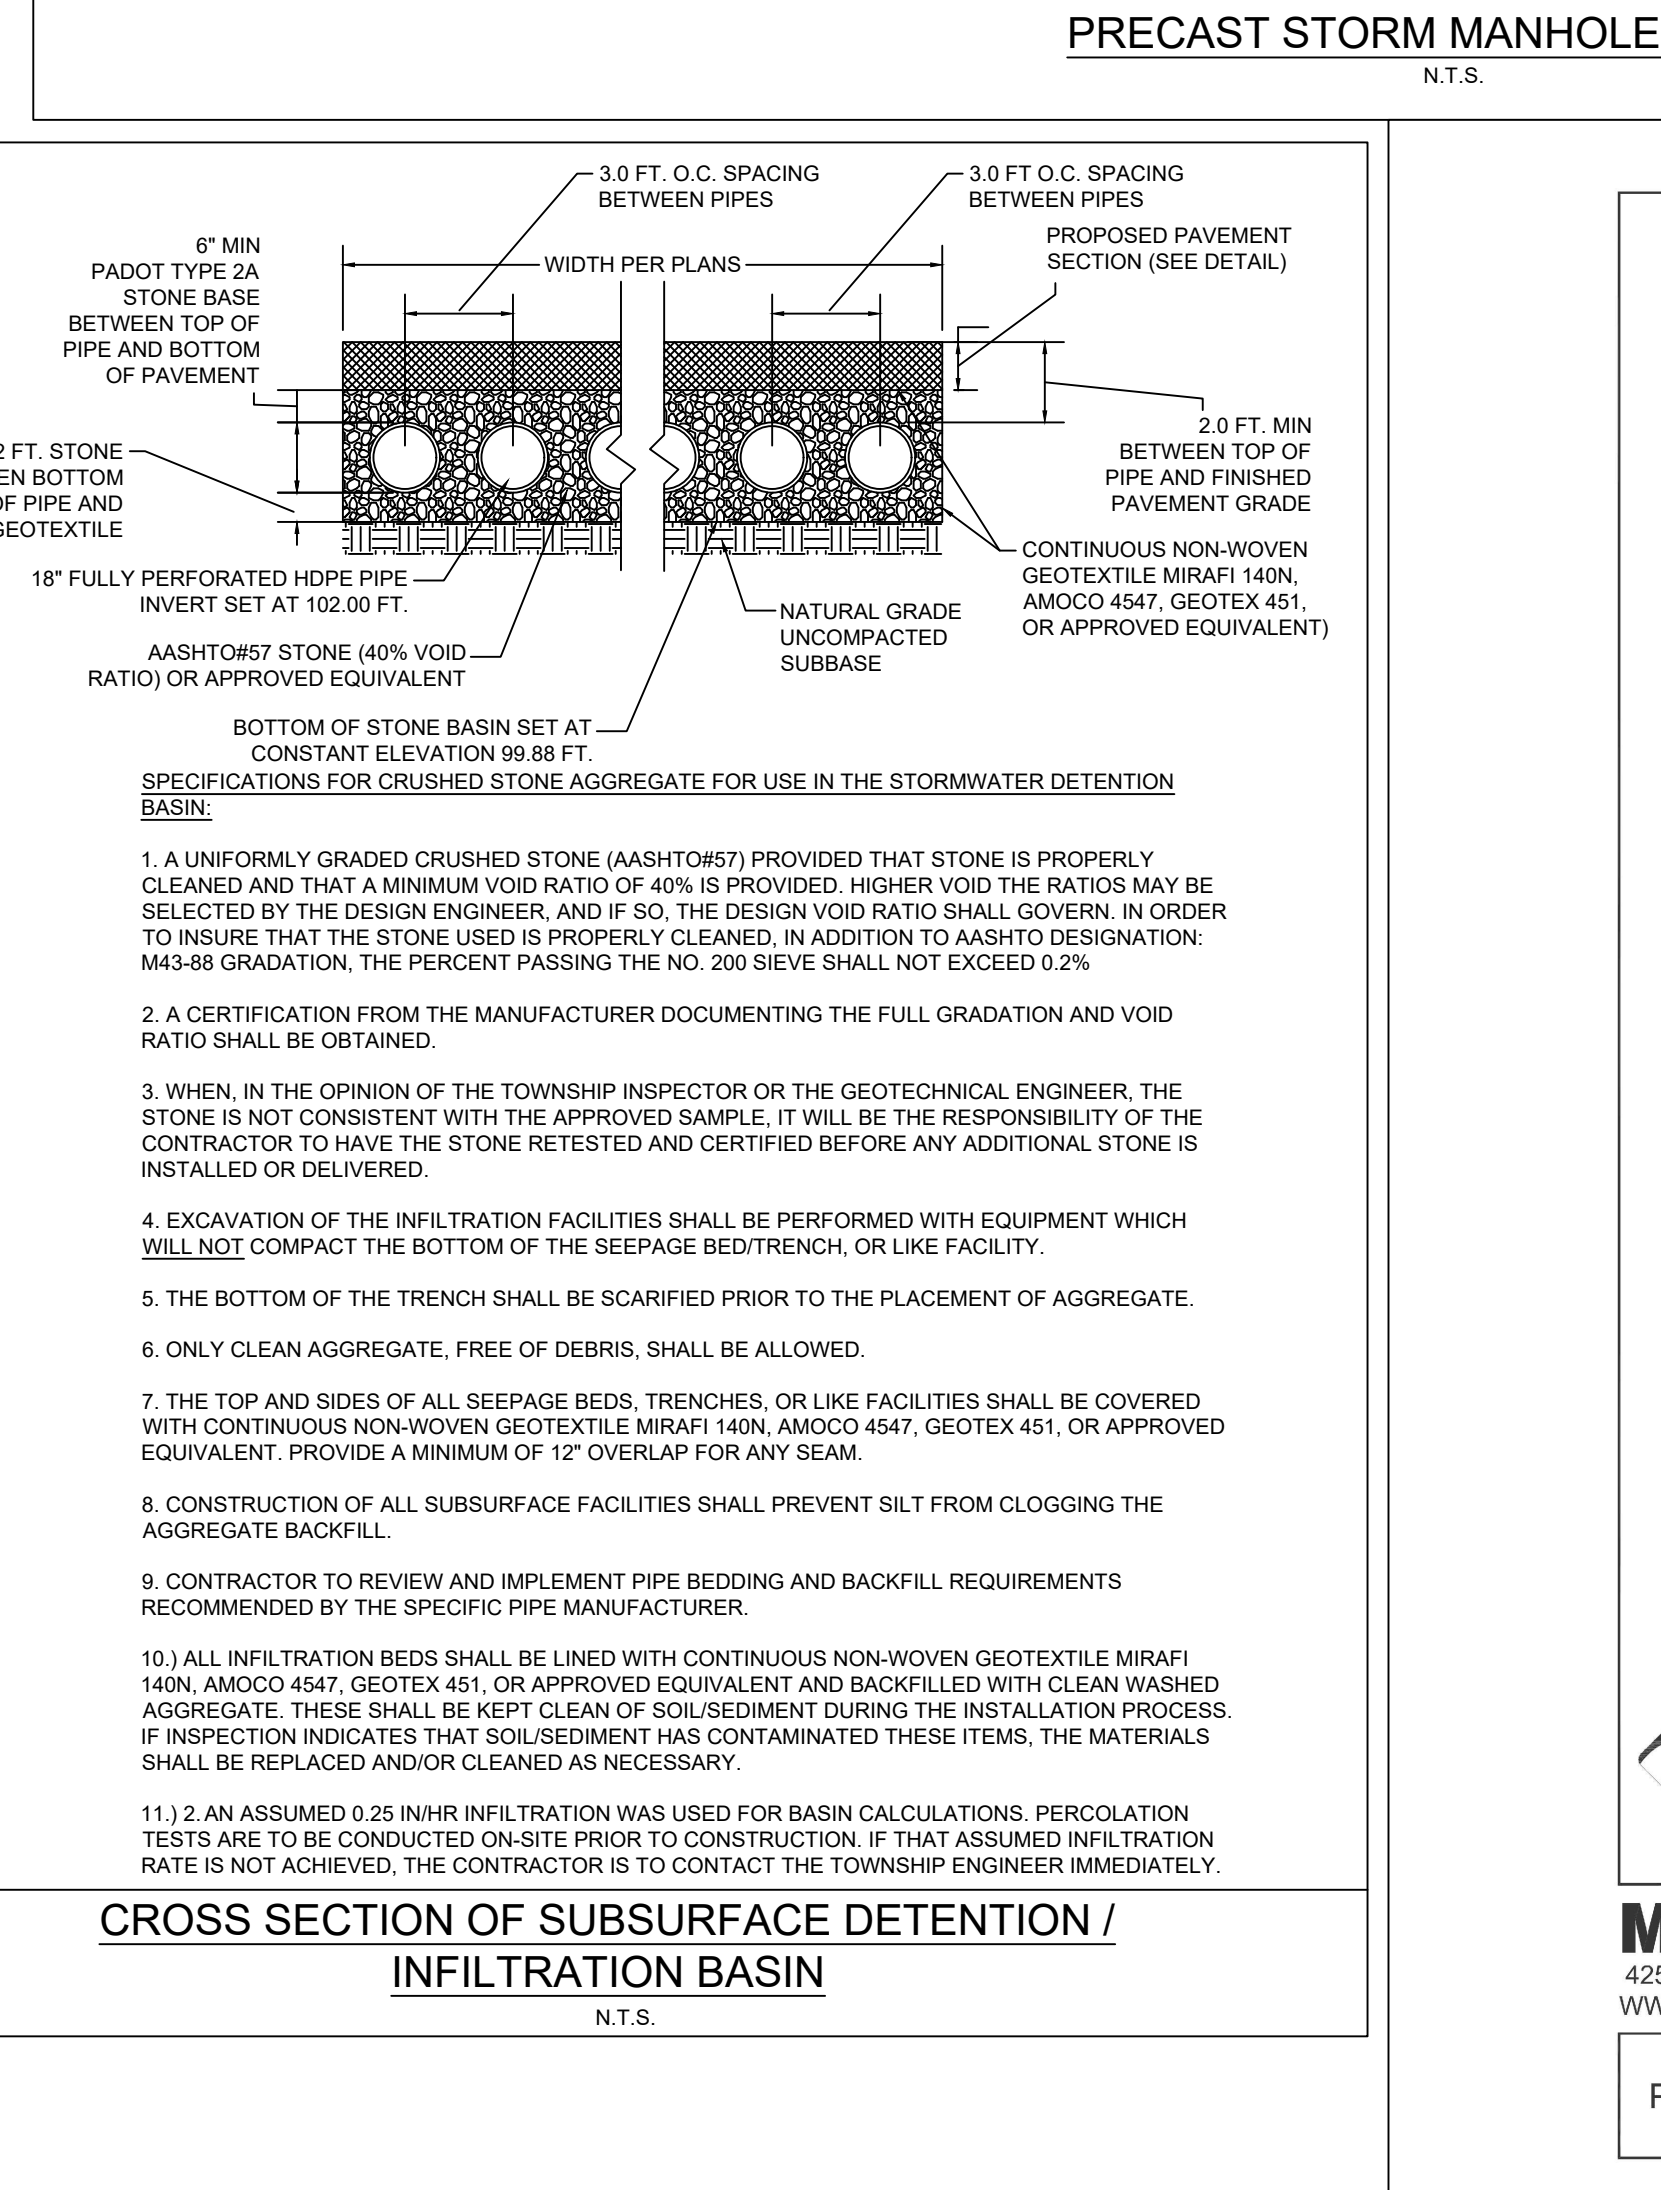 PRECAST STORM MANHOLE
N.T.S.
3.0 FT. O.C. SPACING
BETWEEN PIPES
3.0 FT O.C. SPACING
BETWEEN PIPES
PROPOSED PAVEMENT
SECTION (SEE DETAIL)
6" MIN
PADOT TYPE 2A
STONE BASE
BETWEEN TOP OF
PIPE AND BOTTOM
OF PAVEMENT
WIDTH PER PLANS
2 FT. STONE
EN BOTTOM
OF PIPE AND
GEOTEXTILE
2.0 FT. MIN
BETWEEN TOP OF
PIPE AND FINISHED
PAVEMENT GRADE
CONTINUOUS NON-WOVEN
GEOTEXTILE MIRAFI 140N,
AMOCO 4547, GEOTEX 451,
OR APPROVED EQUIVALENT)
18" FULLY PERFORATED HDPE PIPE
INVERT SET AT 102.00 FT.
NATURAL GRADE
UNCOMPACTED
SUBBASE
AASHTO#57 STONE (40% VOID
RATIO) OR APPROVED EQUIVALENT
BOTTOM OF STONE BASIN SET AT
CONSTANT ELEVATION 99.88 FT.
SPECIFICATIONS FOR CRUSHED STONE AGGREGATE FOR USE IN THE STORMWATER DETENTION
BASIN:
1. A UNIFORMLY GRADED CRUSHED STONE (AASHTO#57) PROVIDED THAT STONE IS PROPERLY
CLEANED AND THAT A MINIMUM VOID RATIO OF 40% IS PROVIDED. HIGHER VOID THE RATIOS MAY BE
SELECTED BY THE DESIGN ENGINEER, AND IF SO, THE DESIGN VOID RATIO SHALL GOVERN. IN ORDER
TO INSURE THAT THE STONE USED IS PROPERLY CLEANED, IN ADDITION TO AASHTO DESIGNATION:
M43-88 GRADATION, THE PERCENT PASSING THE NO. 200 SIEVE SHALL NOT EXCEED 0.2%
2. A CERTIFICATION FROM THE MANUFACTURER DOCUMENTING THE FULL GRADATION AND VOID
RATIO SHALL BE OBTAINED.
3. WHEN, IN THE OPINION OF THE TOWNSHIP INSPECTOR OR THE GEOTECHNICAL ENGINEER, THE
STONE IS NOT CONSISTENT WITH THE APPROVED SAMPLE, IT WILL BE THE RESPONSIBILITY OF THE
CONTRACTOR TO HAVE THE STONE RETESTED AND CERTIFIED BEFORE ANY ADDITIONAL STONE IS
INSTALLED OR DELIVERED.
4. EXCAVATION OF THE INFILTRATION FACILITIES SHALL BE PERFORMED WITH EQUIPMENT WHICH
WILL NOT COMPACT THE BOTTOM OF THE SEEPAGE BED/TRENCH, OR LIKE FACILITY.
5. THE BOTTOM OF THE TRENCH SHALL BE SCARIFIED PRIOR TO THE PLACEMENT OF AGGREGATE.
6. ONLY CLEAN AGGREGATE, FREE OF DEBRIS, SHALL BE ALLOWED.
7. THE TOP AND SIDES OF ALL SEEPAGE BEDS, TRENCHES, OR LIKE FACILITIES SHALL BE COVERED
WITH CONTINUOUS NON-WOVEN GEOTEXTILE MIRAFI 140N, AMOCO 4547, GEOTEX 451, OR APPROVED
EQUIVALENT. PROVIDE A MINIMUM OF 12" OVERLAP FOR ANY SEAM.
8. CONSTRUCTION OF ALL SUBSURFACE FACILITIES SHALL PREVENT SILT FROM CLOGGING THE
AGGREGATE BACKFILL.
9. CONTRACTOR TO REVIEW AND IMPLEMENT PIPE BEDDING AND BACKFILL REQUIREMENTS
RECOMMENDED BY THE SPECIFIC PIPE MANUFACTURER.
10.) ALL INFILTRATION BEDS SHALL BE LINED WITH CONTINUOUS NON-WOVEN GEOTEXTILE MIRAFI
140N, AMOCO 4547, GEOTEX 451, OR APPROVED EQUIVALENT AND BACKFILLED WITH CLEAN WASHED
AGGREGATE. THESE SHALL BE KEPT CLEAN OF SOIL/SEDIMENT DURING THE INSTALLATION PROCESS.
IF INSPECTION INDICATES THAT SOIL/SEDIMENT HAS CONTAMINATED THESE ITEMS, THE MATERIALS
SHALL BE REPLACED AND/OR CLEANED AS NECESSARY.
11.) 2. AN ASSUMED 0.25 IN/HR INFILTRATION WAS USED FOR BASIN CALCULATIONS. PERCOLATION
TESTS ARE TO BE CONDUCTED ON-SITE PRIOR TO CONSTRUCTION. IF THAT ASSUMED INFILTRATION
RATE IS NOT ACHIEVED, THE CONTRACTOR IS TO CONTACT THE TOWNSHIP ENGINEER IMMEDIATELY.
CROSS SECTION OF SUBSURFACE DETENTION /
INFILTRATION BASIN
N.T.S.
M
425
WW